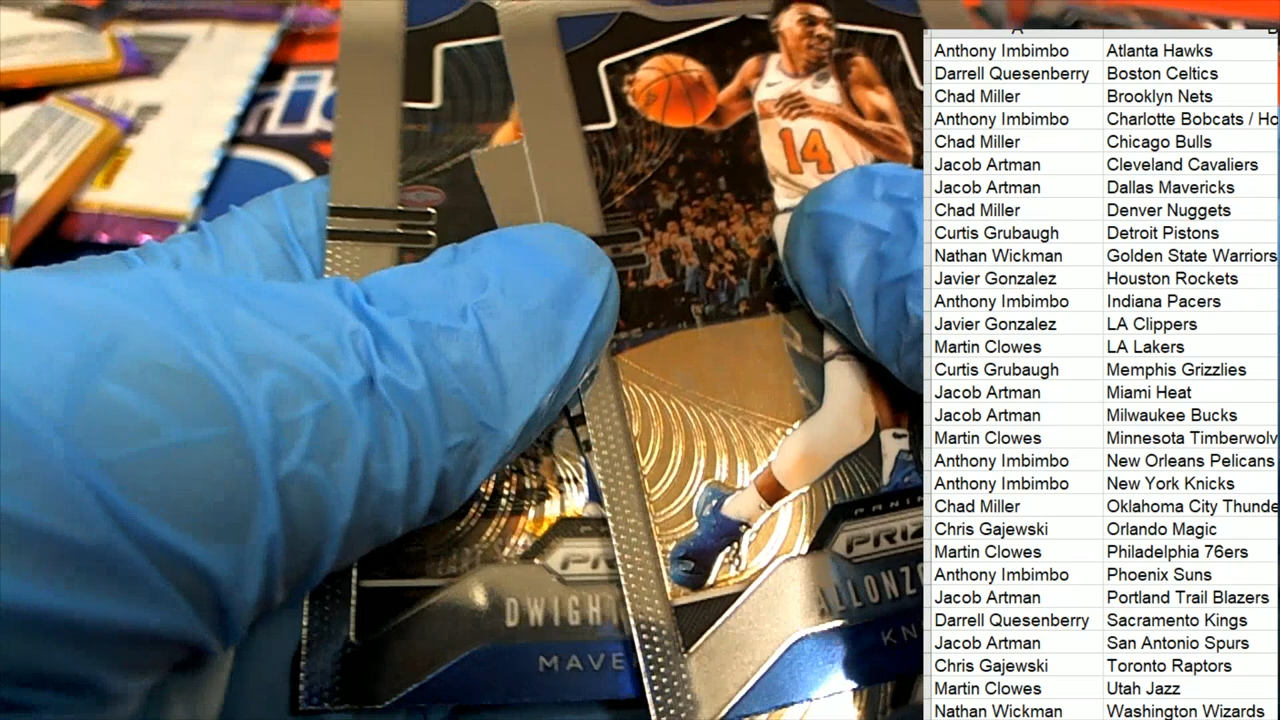 14
PRI
DWIGH
MAVE
PANINI
PRIZ
ALLONZO
KN
A
Anthony Imbimbo Atlanta Hawks
Darrell Quesenberry Boston Celtics
Chad Miller Brooklyn Nets
Anthony Imbimbo Charlotte Bobcats / Ho
Chad Miller Chicago Bulls
Jacob Artman Cleveland Cavaliers
Jacob Artman Dallas Mavericks
Chad Miller Denver Nuggets
Curtis Grubaugh Detroit Pistons
Nathan Wickman Golden State Warriors
Javier Gonzalez Houston Rockets
Anthony Imbimbo Indiana Pacers
Javier Gonzalez LA Clippers
Martin Clowes LA Lakers
Curtis Grubaugh Memphis Grizzlies
Jacob Artman Miami Heat
Jacob Artman Milwaukee Bucks
Martin Clowes Minnesota Timberwolv
Anthony Imbimbo New Orleans Pelicans
Anthony Imbimbo New York Knicks
Chad Miller Oklahoma City Thunde
Chris Gajewski Orlando Magic
Martin Clowes Philadelphia 76ers
Anthony Imbimbo Phoenix Suns
Jacob Artman Portland Trail Blazers
Darrell Quesenberry Sacramento Kings
Jacob Artman San Antonio Spurs
Chris Gajewski Toronto Raptors
Martin Clowes Utah Jazz
Nathan Wickman Washington Wizards